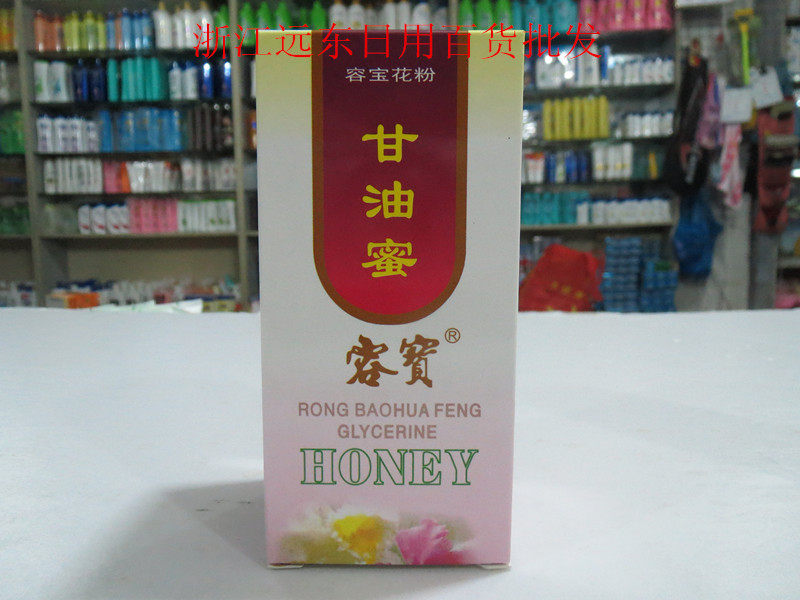 浙江远东日用百货批发
容宝花粉
甘
油
蜜
容寶®
RONG BAOHUA FENG
GLYCERINE
HONEY